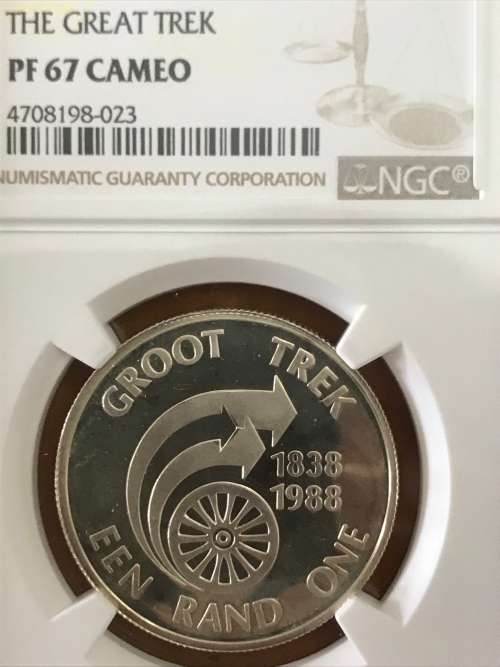 THE GREAT TREK
PF 67 CAMEO
4708198-023
NUMISMATIC GUARANTY CORPORATION
NGC®
GROOT TREK
1838
1988
EEN RAND ONE